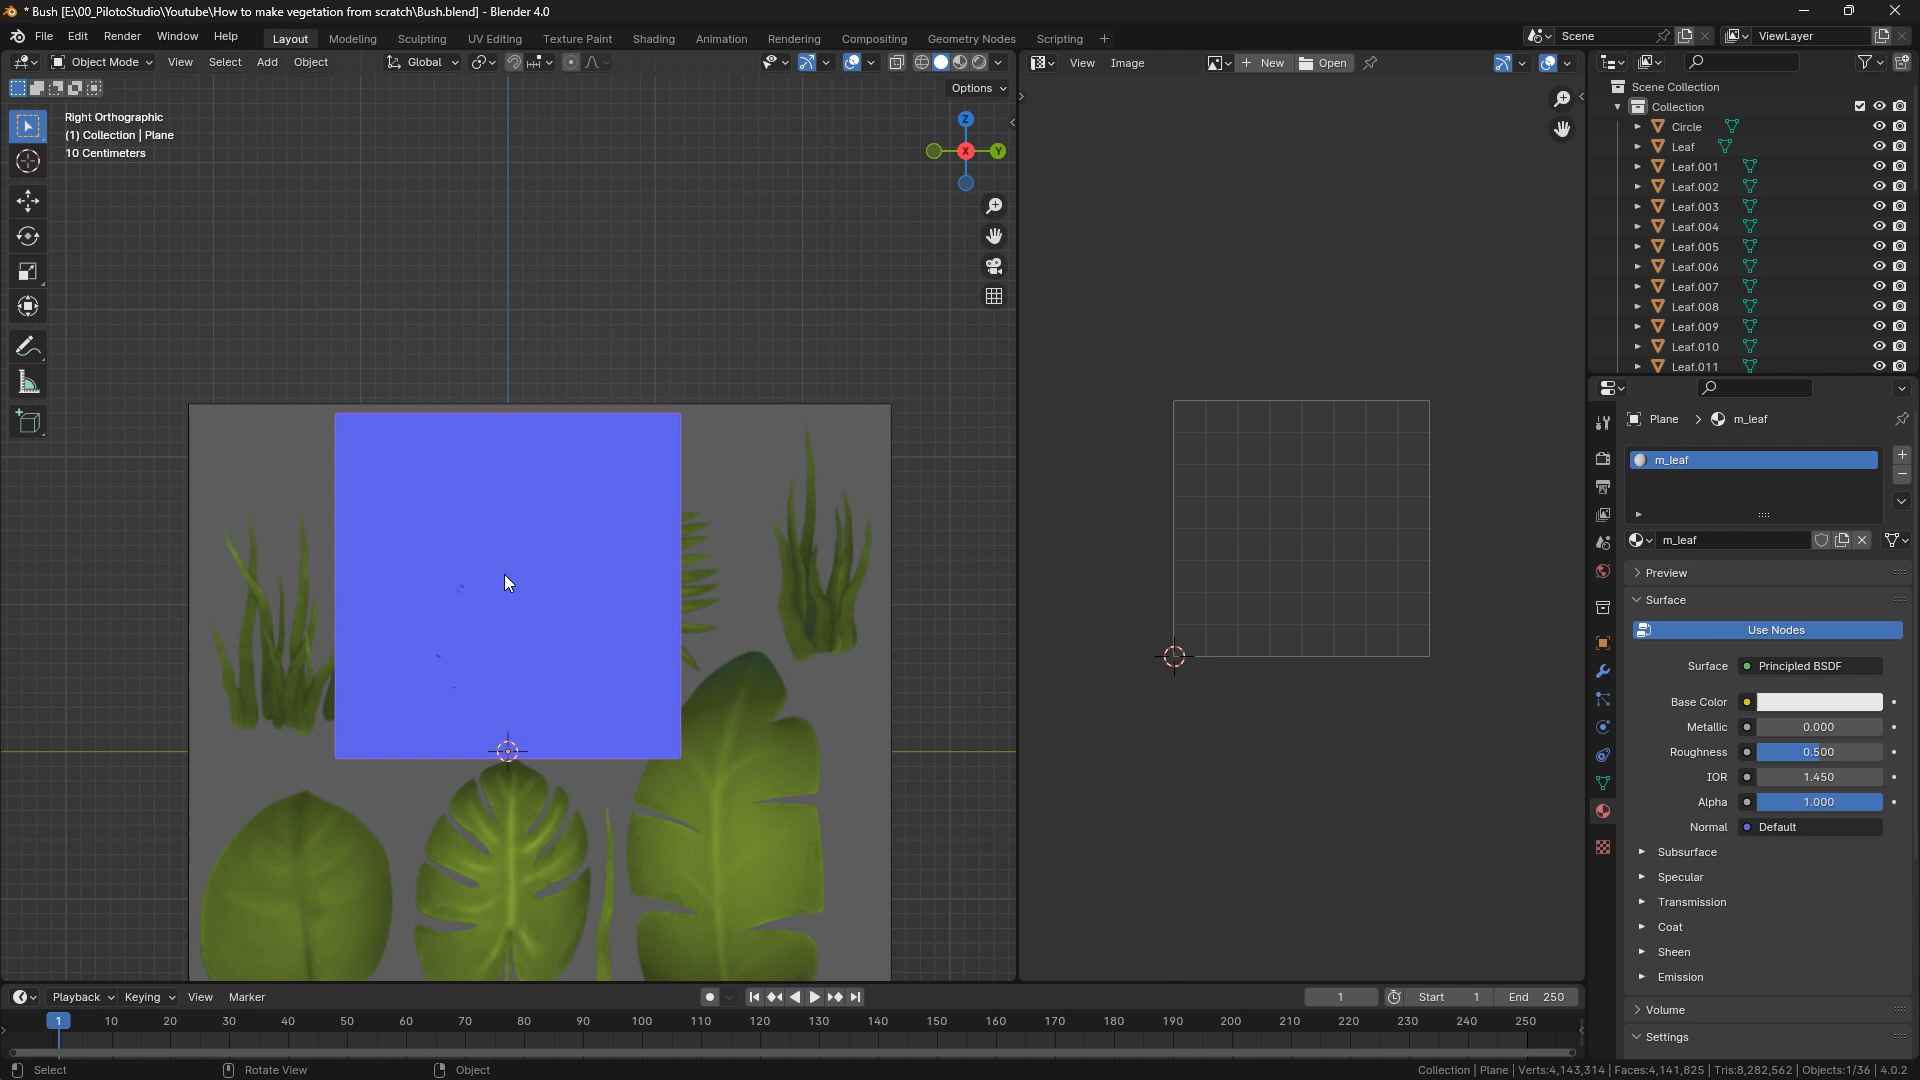 * Bush [E:\00_PilotoStudio\Youtube\How to make vegetation from scratch\Bush.blend] - Blender 4.0
File Edit Render Window Help Layout Modeling Sculpting UV Editing Texture Paint Shading Animation Rendering Compositing Geometry Nodes Scripting + Scene ViewLayer
Object Mode View Select Add Object Global View Image New Open
Options
Right Orthographic
(1) Collection | Plane
10 Centimeters
Z
X
Y
Scene Collection
Collection
Circle
Leaf
Leaf.001
Leaf.002
Leaf.003
Leaf.004
Leaf.005
Leaf.006
Leaf.007
Leaf.008
Leaf.009
Leaf.010
Leaf.011
Plane > m_leaf
m_leaf
m_leaf
Preview
Surface
Use Nodes
Surface Principled BSDF
Base Color
Metallic 0.000
Roughness 0.500
IOR 1.450
Alpha 1.000
Normal Default
Subsurface
Specular
Transmission
Coat
Sheen
Emission
Volume
Settings
Playback Keying View Marker 1 Start 1 End 250
1 10 20 30 40 50 60 70 80 90 100 110 120 130 140 150 160 170 180 190 200 210 220 230 240 250
Select Rotate View Object Collection | Plane | Verts:4,143,314 | Faces:4,141,825 | Tris:8,282,562 | Objects:1/36 | 4.0.2